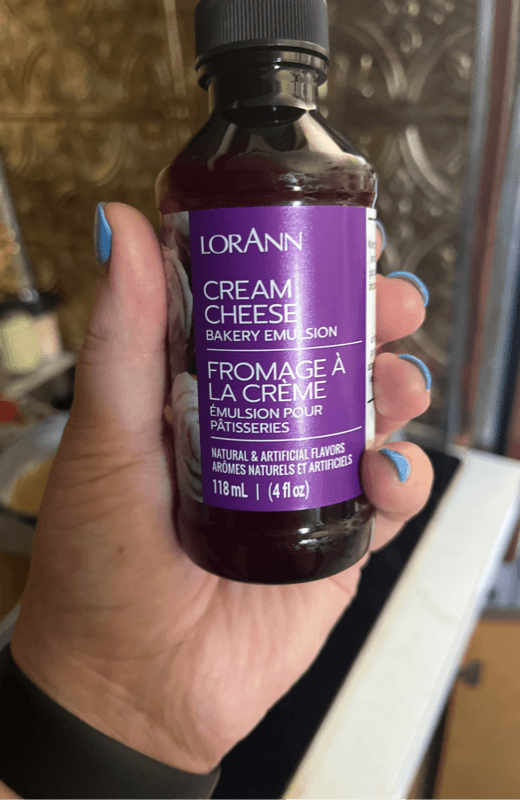 LORANN
CREAM
CHEESE
BAKERY EMULSION
FROMAGE À
LA CRÈME
ÉMULSION POUR
PÂTISSERIES
NATURAL & ARTIFICIAL FLAVORS
ARÔMES NATURELS ET ARTIFICIELS
118 mL | (4 fl oz)